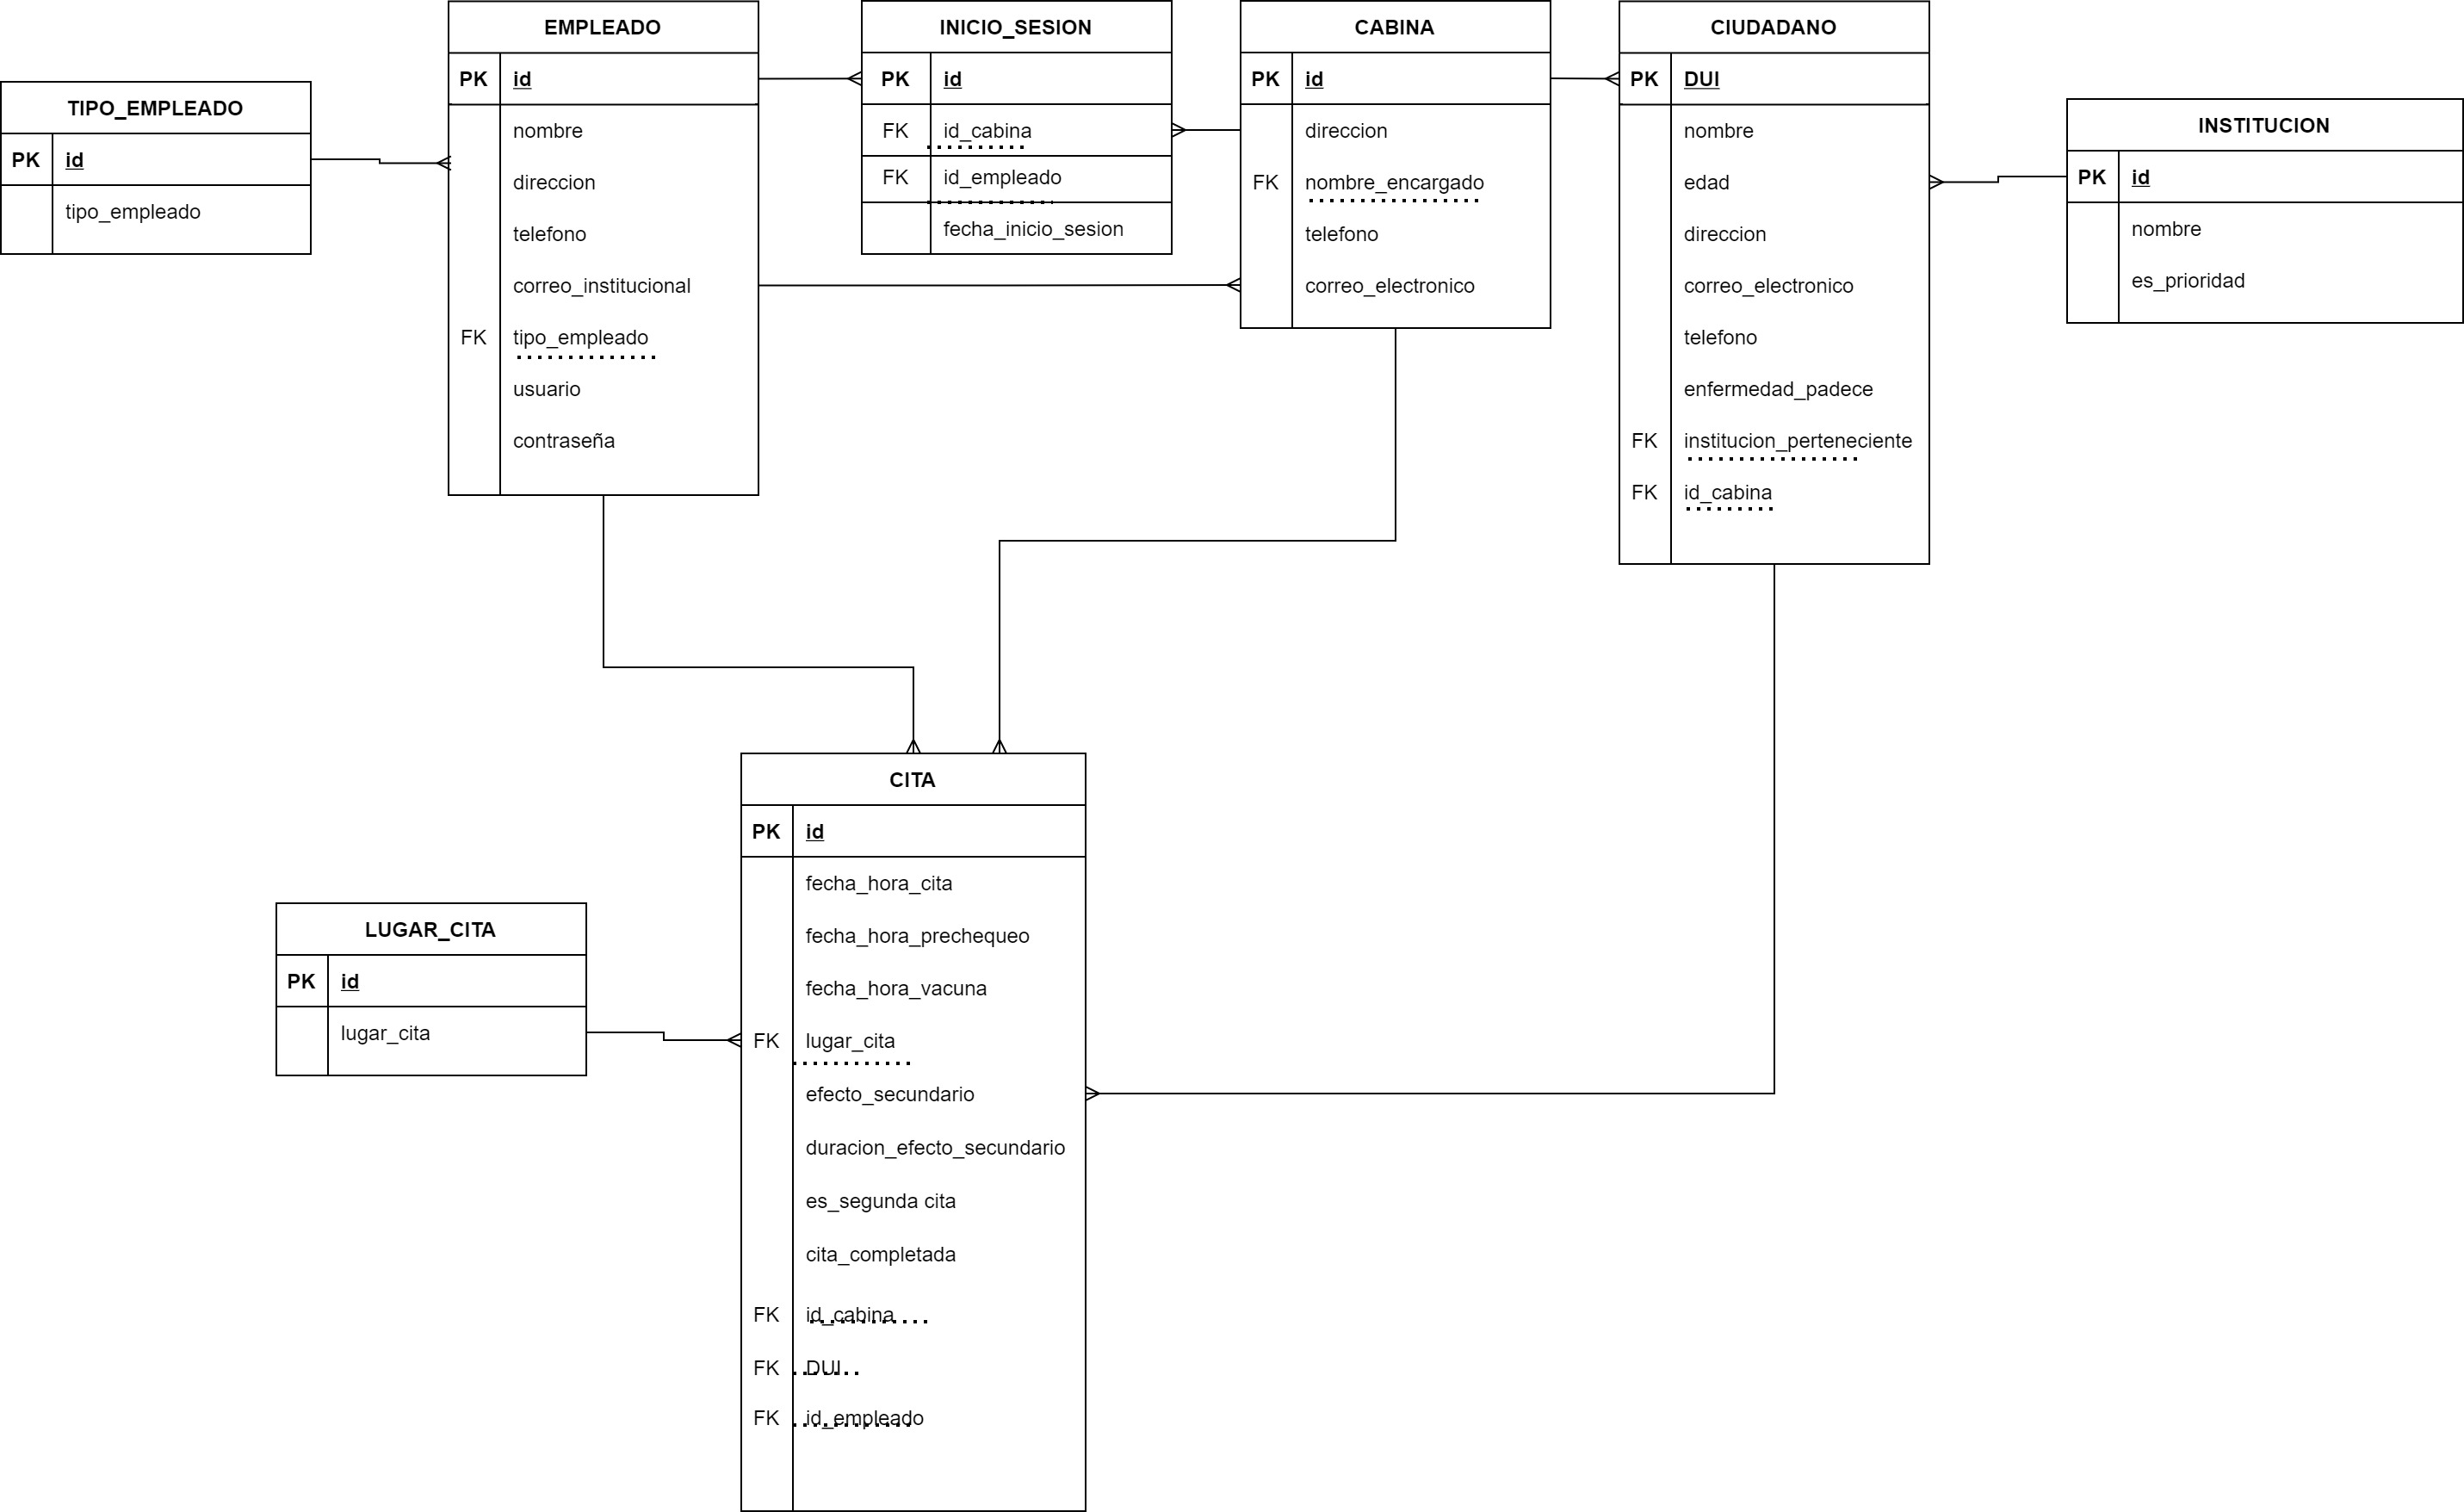 TIPO_EMPLEADO
PK id
tipo_empleado
EMPLEADO
PK id
nombre
direccion
telefono
correo_institucional
FK tipo_empleado
usuario
contraseña
INICIO_SESION
PK id
FK id_cabina
FK id_empleado
fecha_inicio_sesion
CABINA
PK id
direccion
FK nombre_encargado
telefono
correo_electronico
CIUDADANO
PK DUI
nombre
edad
direccion
correo_electronico
telefono
enfermedad_padece
FK institucion_perteneciente
FK id_cabina
INSTITUCION
PK id
nombre
es_prioridad
LUGAR_CITA
PK id
lugar_cita
CITA
PK id
fecha_hora_cita
fecha_hora_prechequeo
fecha_hora_vacuna
FK lugar_cita
efecto_secundario
duracion_efecto_secundario
es_segunda cita
cita_completada
FK id_cabina
FK DUI
FK id_empleado